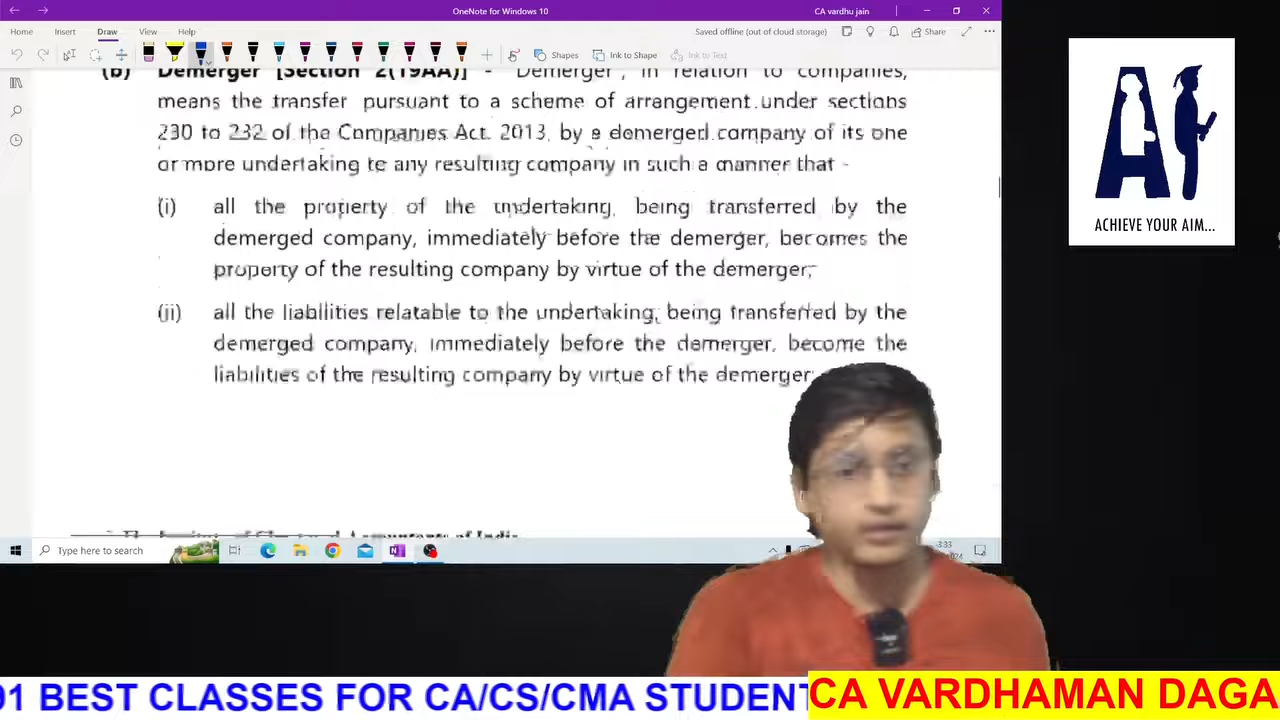 OneNote for Windows 10
CA vardhu jain
Home Insert Draw View Help
Saved offline (out of cloud storage) Share
Shapes Ink to Shape Ink to Text
(b) Demerger [Section 2(19AA)] - "Demerger", in relation to companies,
means the transfer pursuant to a scheme of arrangement under sections
230 to 232 of the Companies Act, 2013, by a demerged company of its one
or more undertaking to any resulting company in such a manner that -
(i) all the property of the undertaking, being transferred by the
demerged company, immediately before the demerger, becomes the
property of the resulting company by virtue of the demerger;
(ii) all the liabilities relatable to the undertaking, being transferred by the
demerged company, immediately before the demerger, become the
liabilities of the resulting company by virtue of the demerger;
Type here to search
3:33
AI
ACHIEVE YOUR AIM...
01 BEST CLASSES FOR CA/CS/CMA STUDENT
CA VARDHAMAN DAGA